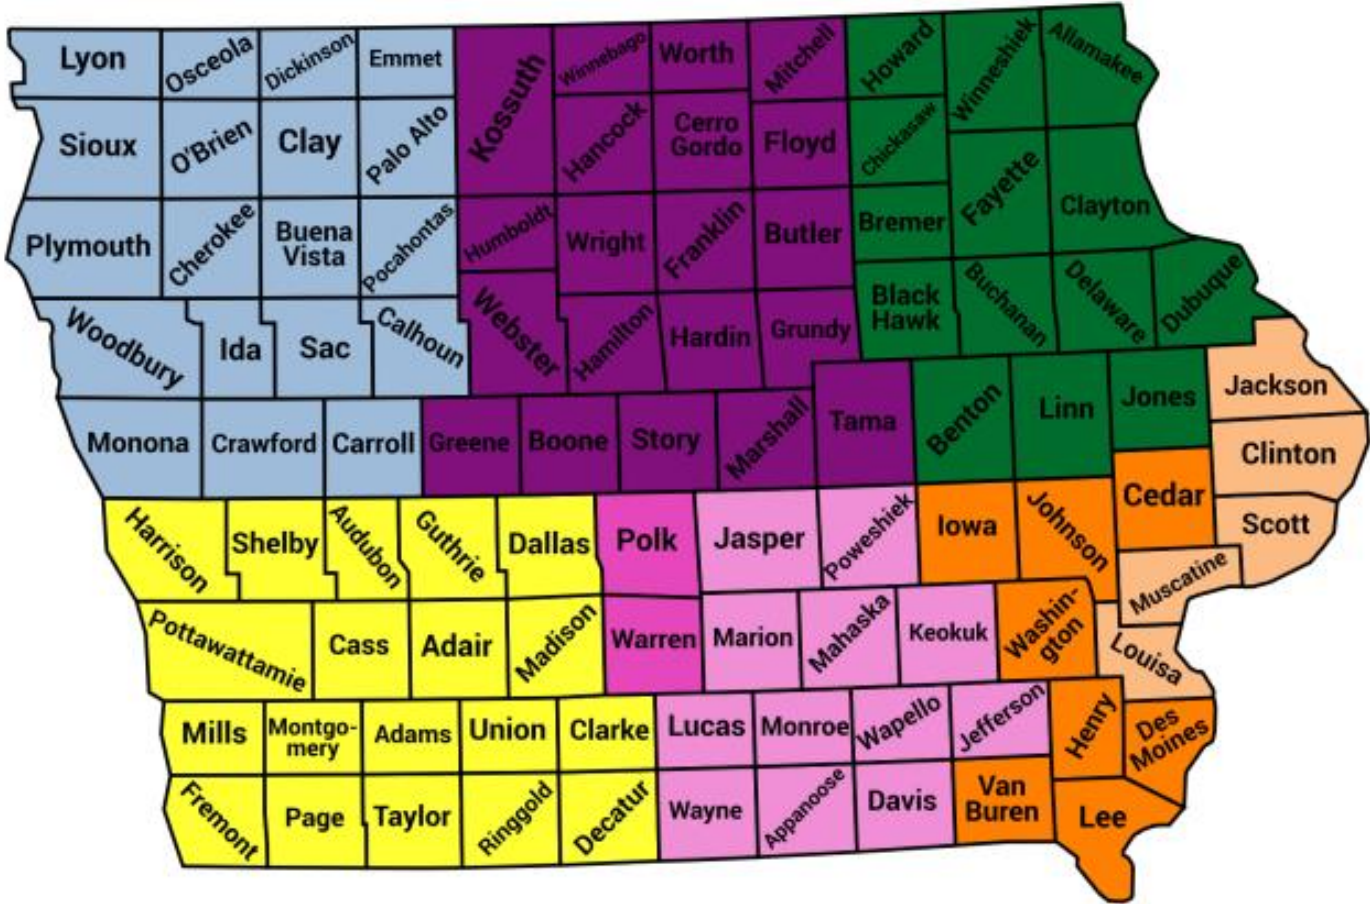 Lyon
Osceola
Dickinson
Emmet
Kossuth
Winnebago
Worth
Mitchell
Howard
Winneshiek
Allamakee
Sioux
O'Brien
Clay
Palo Alto
Hancock
Cerro
Gordo
Floyd
Chickasaw
Plymouth
Cherokee
Buena
Vista
Pocahontas
Humboldt
Wright
Franklin
Butler
Bremer
Fayette
Clayton
Woodbury
Ida
Sac
Calhoun
Webster
Hamilton
Hardin
Grundy
Black
Hawk
Buchanan
Delaware
Dubuque
Jackson
Monona
Crawford
Carroll
Greene
Boone
Story
Marshall
Tama
Benton
Linn
Jones
Clinton
Harrison
Shelby
Audubon
Guthrie
Dallas
Polk
Jasper
Poweshiek
Iowa
Johnson
Cedar
Scott
Muscatine
Pottawattamie
Cass
Adair
Madison
Warren
Marion
Mahaska
Keokuk
Washin-
gton
Louisa
Mills
Montgo-
mery
Adams
Union
Clarke
Lucas
Monroe
Wapello
Jefferson
Henry
Des
Moines
Fremont
Page
Taylor
Ringgold
Decatur
Wayne
Appanoose
Davis
Van
Buren
Lee